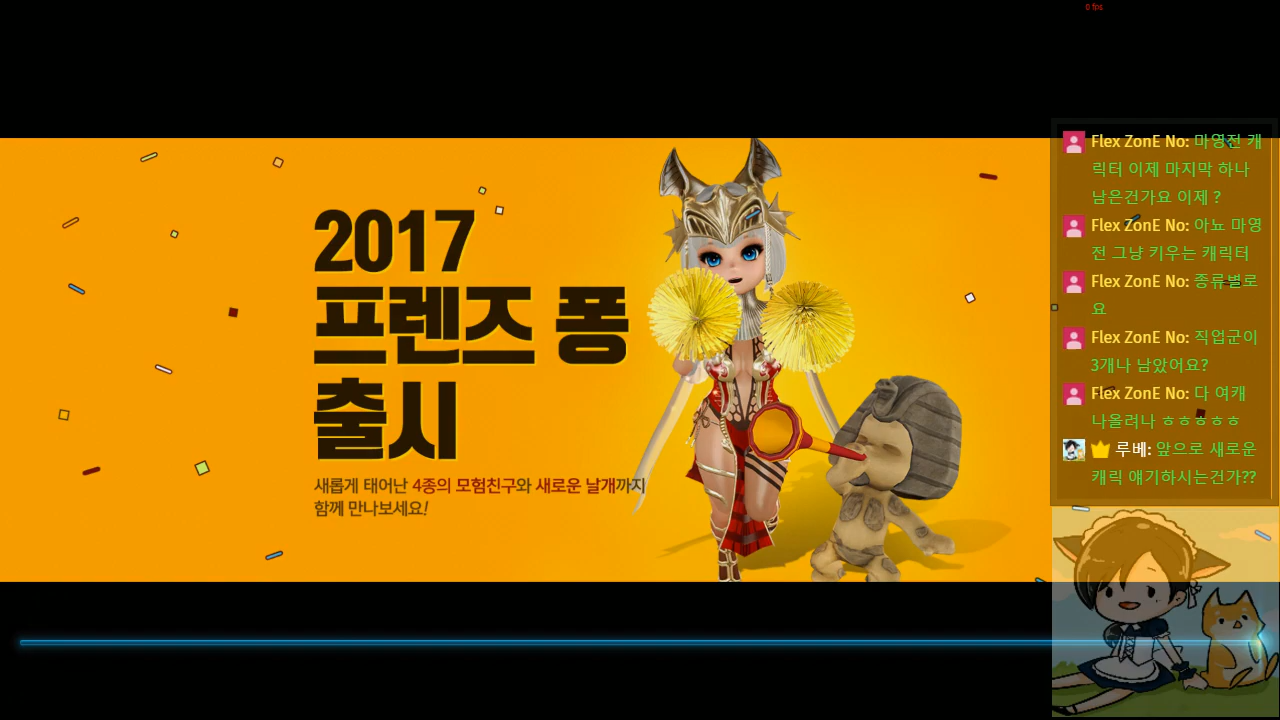 0 fps
2017
프렌즈 퐁
출시
새롭게 태어난 4종의 모험친구와 새로운 날개까지
함께 만나보세요!
Flex ZonE No: 마영전 캐
릭터 이제 마지막 하나
남은건가요 이제 ?
Flex ZonE No: 아뇨 마영
전 그냥 키우는 캐릭터
Flex ZonE No: 종류별로
요
Flex ZonE No: 직업군이
3개나 남았어요?
Flex ZonE No: 다 여캐
나올려나 ㅎㅎㅎㅎㅎ
루베: 앞으로 새로운
캐릭 얘기하시는건가??